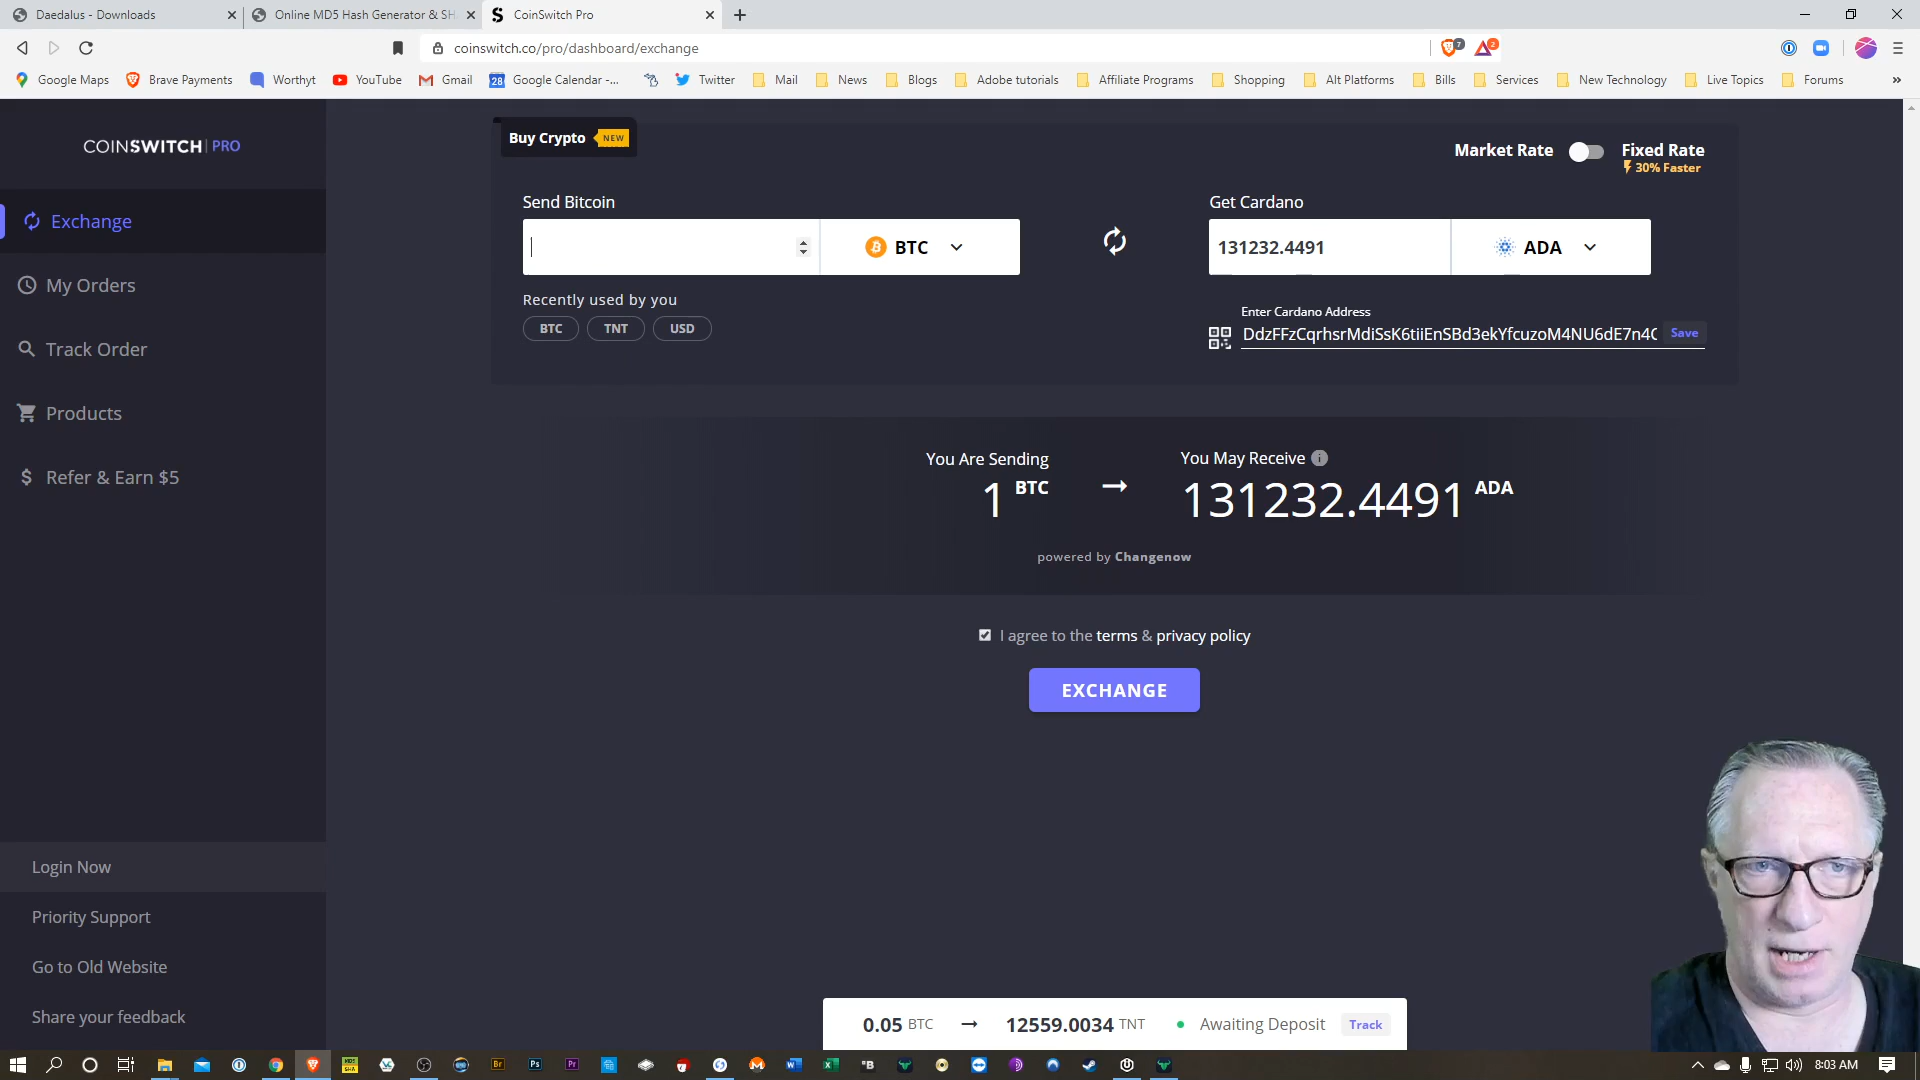 Daedalus - Downloads
Online MD5 Hash Generator & SH
CoinSwitch Pro
coinswitch.co/pro/dashboard/exchange
7
2
Google Maps
Brave Payments
Worthyt
YouTube
Gmail
28
Google Calendar -...
Twitter
Mail
News
Blogs
Adobe tutorials
Affiliate Programs
Shopping
Alt Platforms
Bills
Services
New Technology
Live Topics
Forums
»
COINSWITCH | PRO
Exchange
My Orders
Track Order
Products
$ Refer & Earn $5
Login Now
Priority Support
Go to Old Website
Share your feedback
Buy Crypto NEW
Market Rate
Fixed Rate
30% Faster
Send Bitcoin
BTC
Recently used by you
BTC TNT USD
Get Cardano
131232.4491 ADA
Enter Cardano Address
Save
You Are Sending
1 BTC
→
You May Receive i
131232.4491 ADA
powered by Changenow
I agree to the terms & privacy policy
EXCHANGE
0.05 BTC → 12559.0034 TNT Awaiting Deposit Track
Br
Ps
Pr
8:03 AM